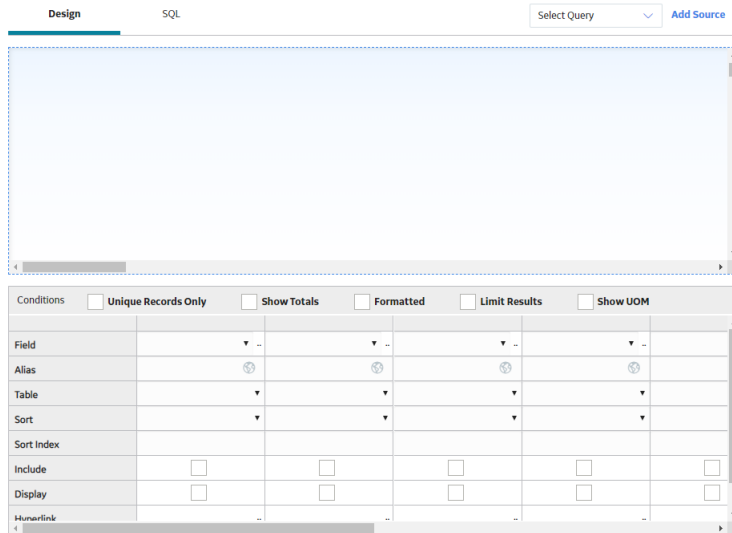 Design SQL Select Query Add Source
Conditions Unique Records Only Show Totals Formatted Limit Results Show UOM
Field .. .. .. ..
Alias
Table
Sort
Sort Index
Include
Display
Hyperlink .. .. .. ..